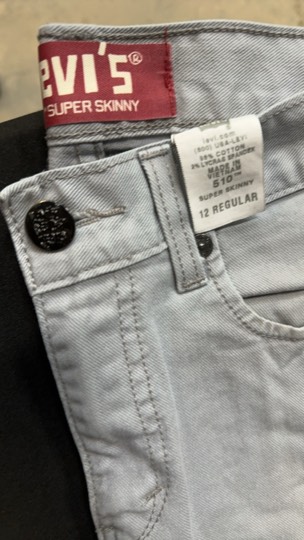 evi's®
SUPER SKINNY
levi.com
(800) USA-LEVI
98% COTTON
2% LYCRA® SPANDEX
MADE IN
VIETNAM
510™
SUPER SKINNY
12 REGULAR